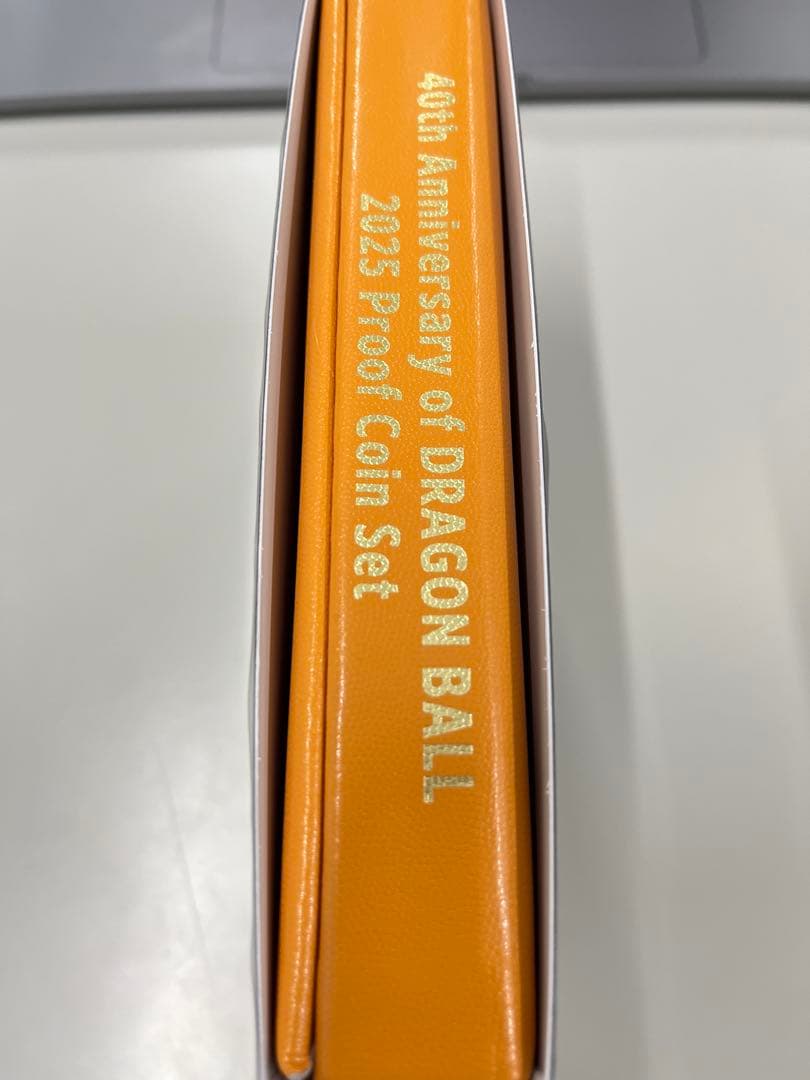 40th Anniversary of DRAGON BALL
2025 Proof Coin Set